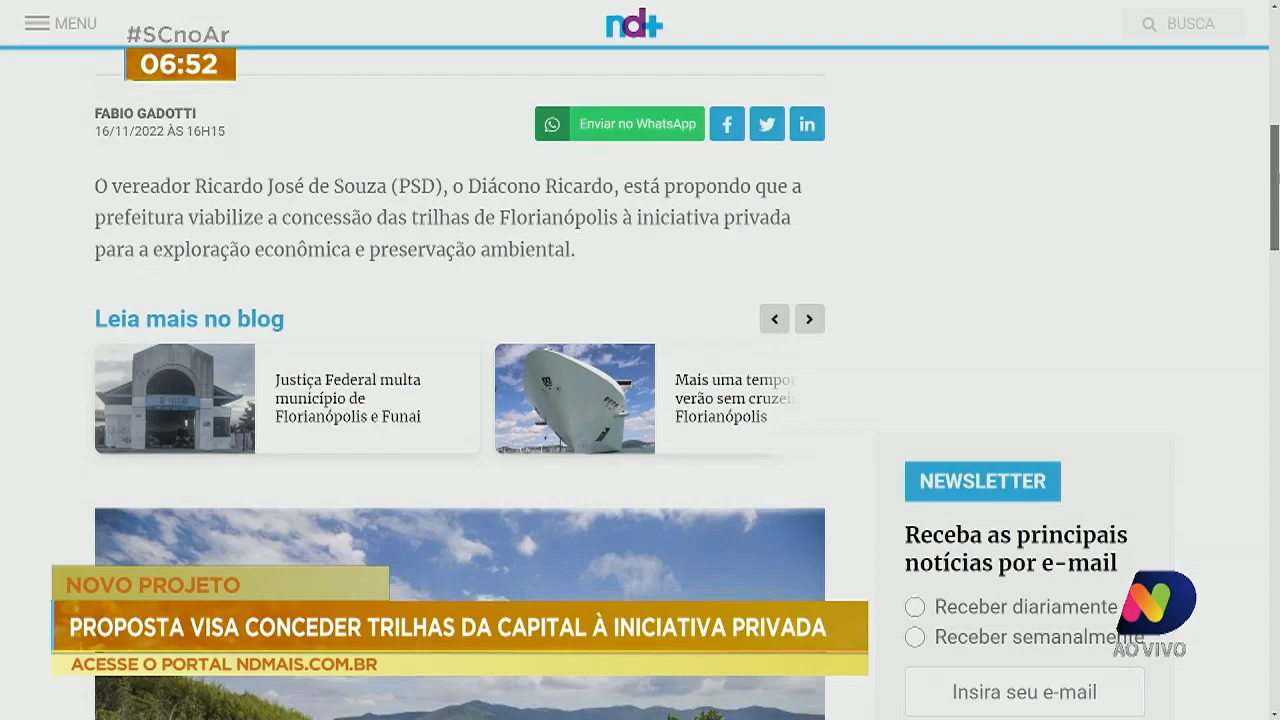 MENU
#SCnoAr
06:52
nd+
BUSCA
FABIO GADOTTI
16/11/2022 ÀS 16H15
Enviar no WhatsApp
O vereador Ricardo José de Souza (PSD), o Diácono Ricardo, está propondo que a
prefeitura viabilize a concessão das trilhas de Florianópolis à iniciativa privada
para a exploração econômica e preservação ambiental.
Leia mais no blog
Justiça Federal multa
município de
Florianópolis e Funai
Mais uma tempor
verão sem cruzei
Florianópolis
NEWSLETTER
Receba as principais
notícias por e-mail
Receber diariamente
Receber semanalmente
Insira seu e-mail
N
AO VIVO
NOVO PROJETO
PROPOSTA VISA CONCEDER TRILHAS DA CAPITAL À INICIATIVA PRIVADA
ACESSE O PORTAL NDMAIS.COM.BR